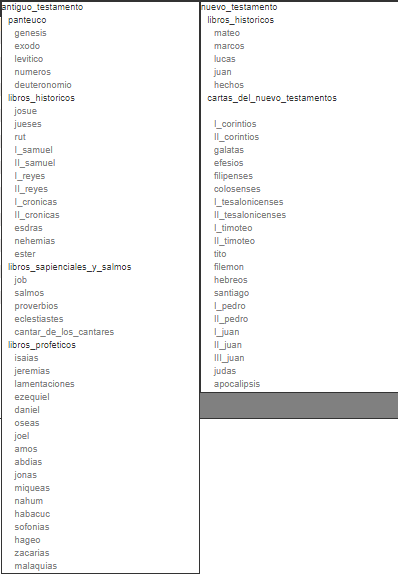 antiguo_testamento
panteuco
genesis
exodo
levitico
numeros
deuteronomio
libros_historicos
josue
jueses
rut
I_samuel
II_samuel
I_reyes
II_reyes
I_cronicas
II_cronicas
esdras
nehemias
ester
libros_sapienciales_y_salmos
job
salmos
proverbios
eclestiastes
cantar_de_los_cantares
libros_profeticos
isaias
jeremias
lamentaciones
ezequiel
daniel
oseas
joel
amos
abdias
jonas
miqueas
nahum
habacuc
sofonias
hageo
zacarias
malaquias
nuevo_testamento
libros_historicos
mateo
marcos
lucas
juan
hechos
cartas_del_nuevo_testamentos
I_corintios
II_corintios
galatas
efesios
filipenses
colosenses
I_tesalonicenses
II_tesalonicenses
I_timoteo
II_timoteo
tito
filemon
hebreos
santiago
I_pedro
II_pedro
I_juan
II_juan
III_juan
judas
apocalipsis